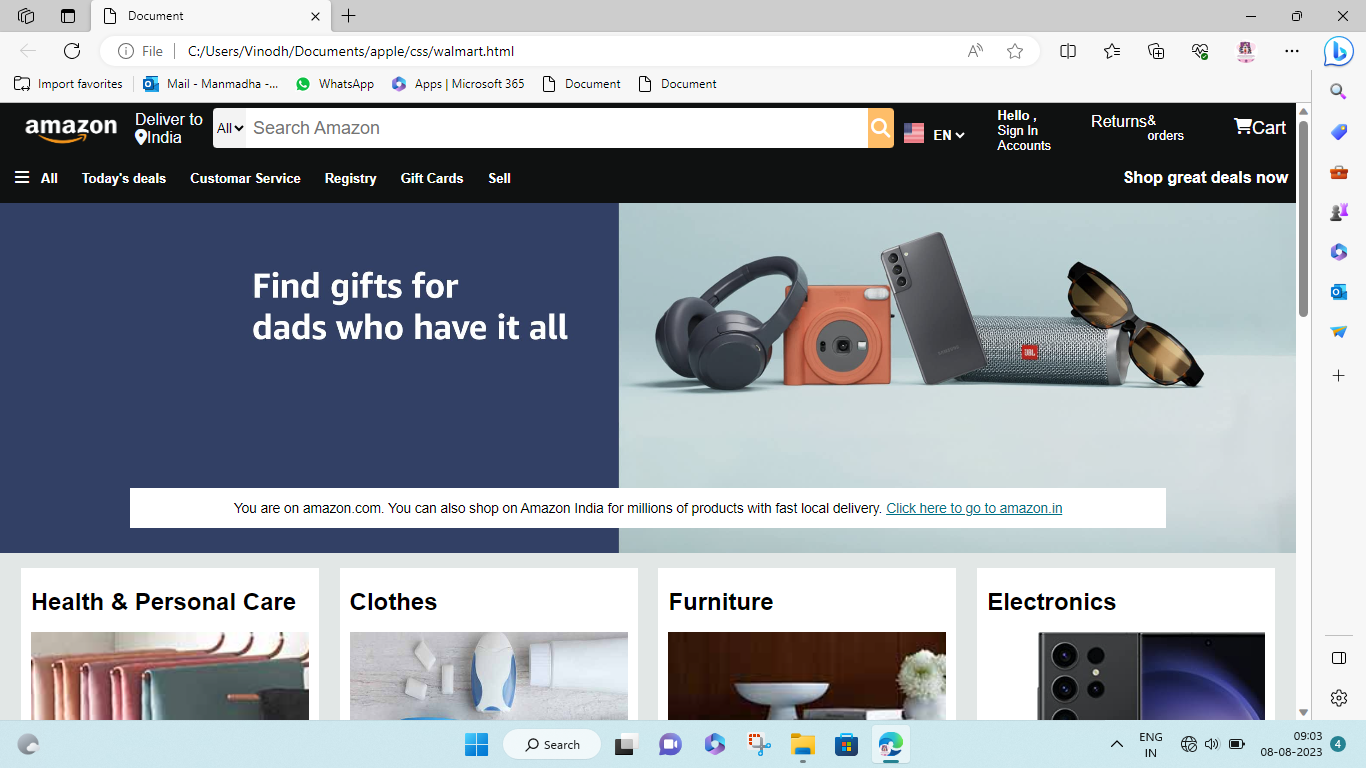 Document
File
C:/Users/Vinodh/Documents/apple/css/walmart.html
Import favorites
Mail - Manmadha -...
WhatsApp
Apps | Microsoft 365
Document
Document
amazon
Deliver to
India
All
Search Amazon
EN
Hello ,
Sign In
Accounts
Returns&
orders
Cart
All
Today's deals
Customar Service
Registry
Gift Cards
Sell
Shop great deals now
Find gifts for
dads who have it all
SAMSUNG
JBL
You are on amazon.com. You can also shop on Amazon India for millions of products with fast local delivery. Click here to go to amazon.in
Health & Personal Care
Clothes
Furniture
Electronics
Search
ENG
IN
09:03
08-08-2023
4